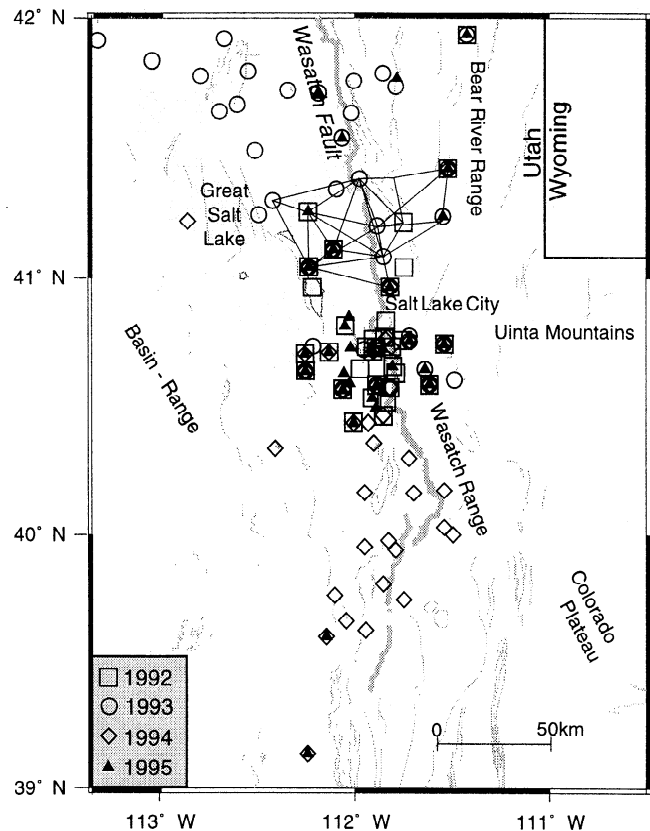 42° N
Wasatch Fault
Bear River Range
Utah
Wyoming
Great
Salt
Lake
41° N
Salt Lake City
Uinta Mountains
Basin - Range
Wasatch Range
40° N
Colorado
Plateau
1992
1993
1994
1995
0 50km
39° N
113° W 112° W 111° W